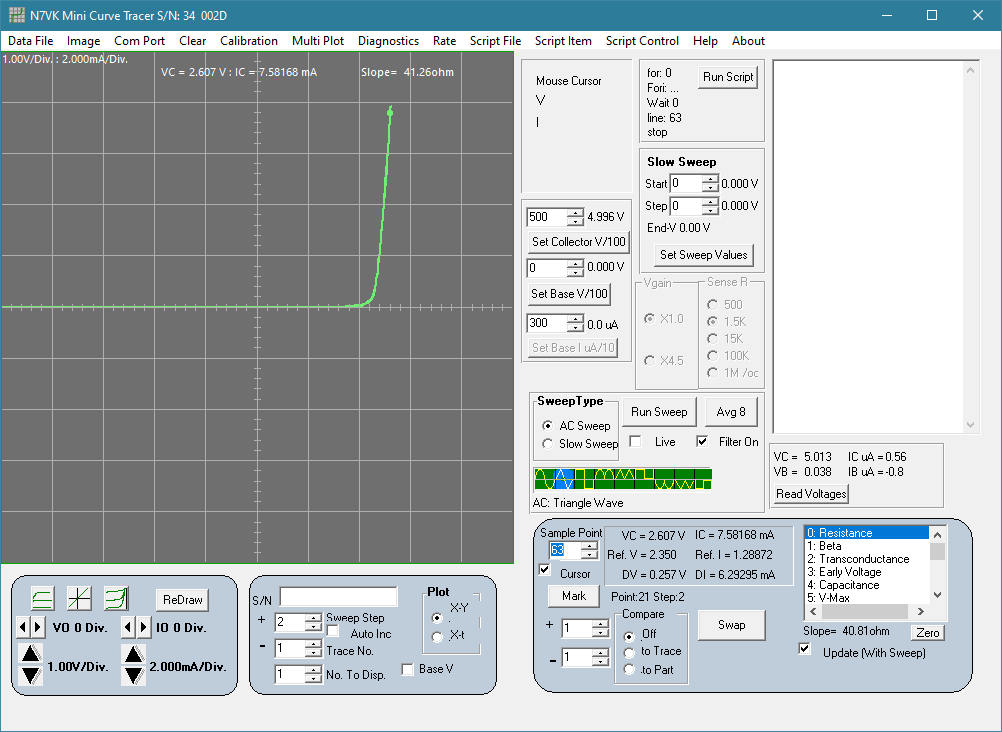 N7VK Mini Curve Tracer S/N: 34 002D
Data File Image Com Port Clear Calibration Multi Plot Diagnostics Rate Script File Script Item Script Control Help About
1.00V/Div. : 2.000mA/Div.
VC = 2.607 V : IC = 7.58168 mA Slope= 41.26ohm
Mouse Cursor
V
I
for: 0
Fori: ...
Wait 0
line: 63
stop
Run Script
Slow Sweep
Start 0 0.000 V
Step 0 0.000 V
End-V 0.00 V
Set Sweep Values
500 4.996 V
Set Collector V/100
0 0.000 V
Set Base V/100
300 0.0 uA
Set Base I uA/10
Vgain
X1.0
X4.5
Sense R
500
1.5K
15K
100K
1M /oc
SweepType
AC Sweep
Slow Sweep
Run Sweep Avg 8
Live Filter On
AC: Triangle Wave
VC = 5.013 IC uA = 0.56
VB = 0.038 IB uA = -0.8
Read Voltages
VO 0 Div. IO 0 Div.
ReDraw
1.00V/Div. 2.000mA/Div.
S/N
+ 2 Sweep Step
Auto Inc
- 1 Trace No.
1 No. To Disp.
Plot
X-Y
X-t
Base V
Sample Point
63
Cursor
Mark
VC = 2.607 V IC = 7.58168 mA
Ref. V = 2.350 Ref. I = 1.28872
DV = 0.257 V DI = 6.29295 mA
Point:21 Step:2
+ 1
- 1
Compare
.Off
to Trace
.to Part
Swap
0: Resistance
1: Beta
2: Transconductance
3: Early Voltage
4: Capacitance
5: V-Max
Slope= 40.81ohm
Zero
Update (With Sweep)